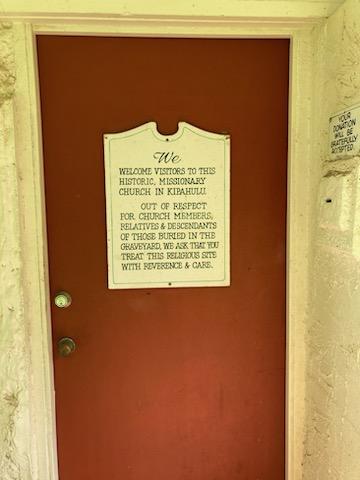 We
WELCOME VISITORS TO THIS
HISTORIC, MISSIONARY
CHURCH IN KIPAHULU.
OUT OF RESPECT
FOR CHURCH MEMBERS,
RELATIVES & DESCENDANTS
OF THOSE BURIED IN THE
GRAVEYARD, WE ASK THAT YOU
TREAT THIS RELIGIOUS SITE
WITH REVERENCE & CARE.
YOUR
DONATION
WILL BE
GRATEFULLY
ACCEPTED.